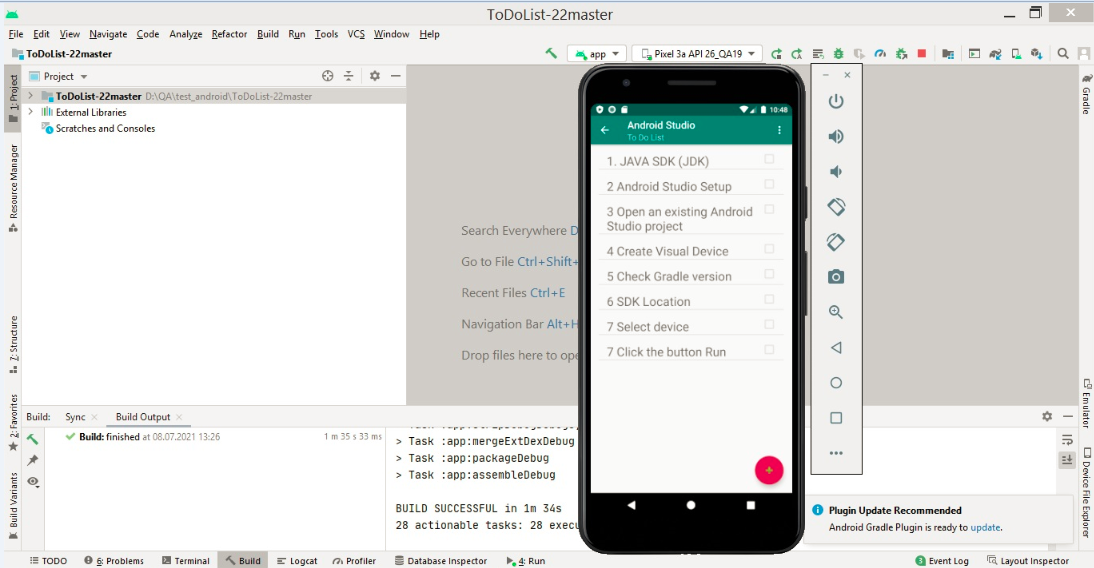 ToDoList-22master
File Edit View Navigate Code Analyze Refactor Build Run Tools VCS Window Help
ToDoList-22master
app
Pixel 3a API 26_QA19
1: Project
Resource Manager
Z: Structure
2: Favorites
Build Variants
Project
ToDoList-22master D:\QA\test_android\ToDoList-22master
External Libraries
Scratches and Consoles
Search Everywhere D
Go to File Ctrl+Shift+
Recent Files Ctrl+E
Navigation Bar Alt+H
Drop files here to ope
10:48
Android Studio
To Do List
1. JAVA SDK (JDK)
2 Android Studio Setup
3 Open an existing Android
Studio project
4 Create Visual Device
5 Check Gradle version
6 SDK Location
7 Select device
7 Click the button Run
Gradle
Emulator
Device File Explorer
Build: Sync Build Output
Build: finished at 08.07.2021 13:26 1 m 35 s 33 ms
> Task :app:mergeExtDexDebug
> Task :app:packageDebug
> Task :app:assembleDebug
BUILD SUCCESSFUL in 1m 34s
28 actionable tasks: 28 execu
Plugin Update Recommended
Android Gradle Plugin is ready to update.
TODO 6: Problems Terminal Build Logcat Profiler Database Inspector 4: Run 3 Event Log Layout Inspector